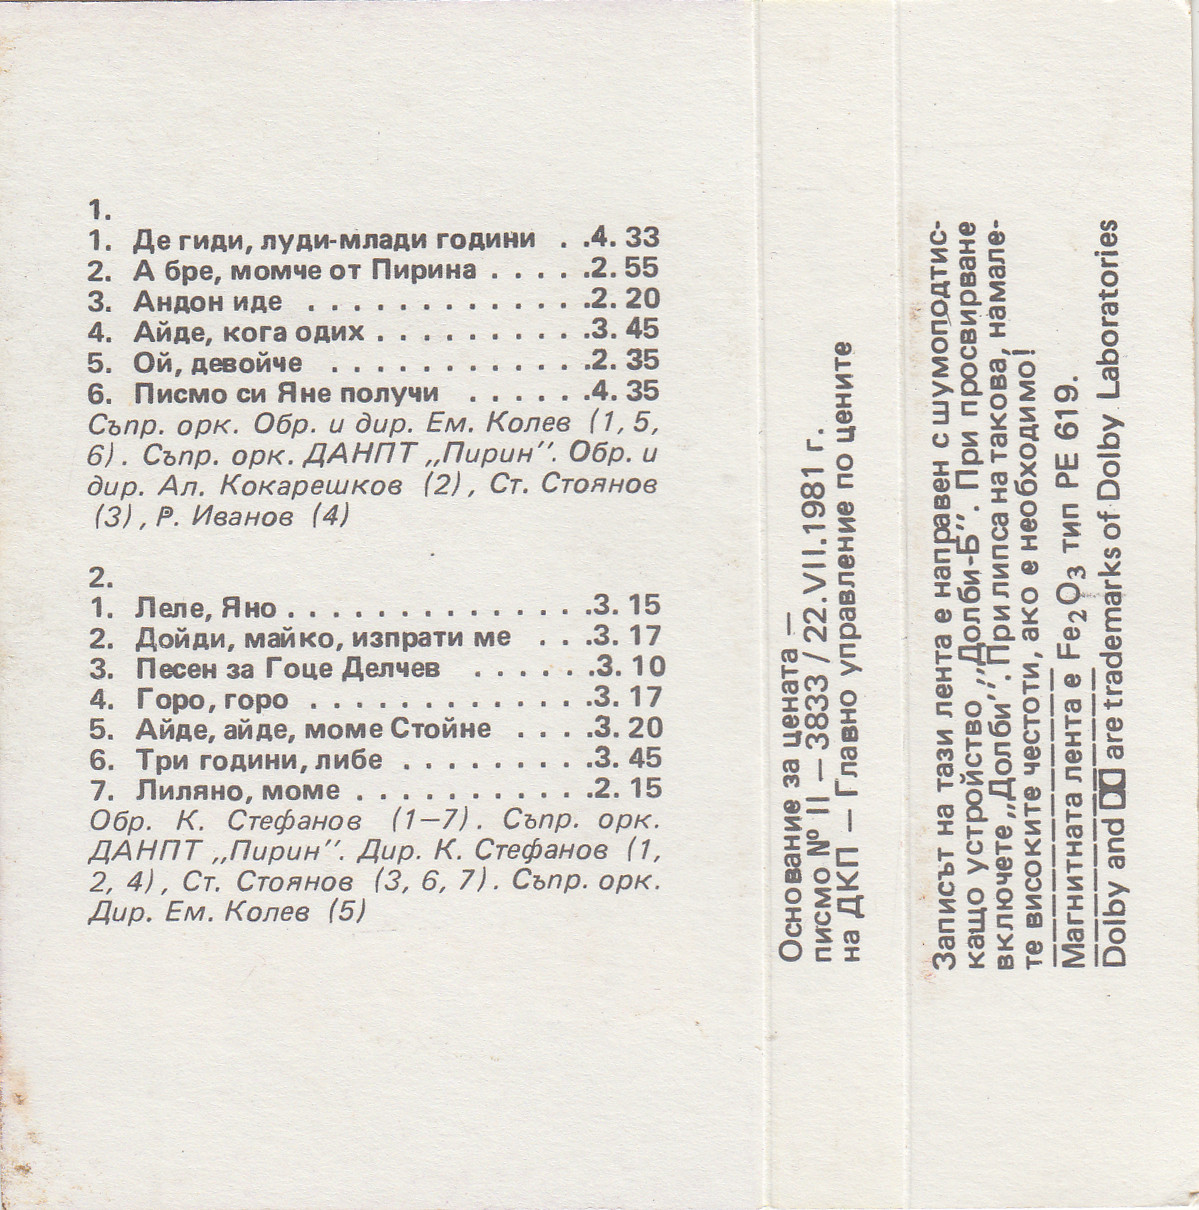 1.
1. Де гиди, луди-млади години . .4. 33
2. А бре, момче от Пирина . . . . .2. 55
3. Андон иде . . . . . . . . . . . . .2. 20
4. Айде, кога одих . . . . . . . . . .3. 45
5. Ой, девойче . . . . . . . . . . . .2. 35
6. Писмо си Яне получи . . . . . .4. 35
Съпр. орк. Обр. и дир. Ем. Колев (1, 5,
6). Съпр. орк. ДАНПТ „Пирин”. Обр. и
дир. Ал. Кокарешков (2), Ст. Стоянов
(3), Р. Иванов (4)
2.
1. Леле, Яно . . . . . . . . . . . . . .3. 15
2. Дойди, майко, изпрати ме . . .3. 17
3. Песен за Гоце Делчев . . . . . .3. 10
4. Горо, горо . . . . . . . . . . . . .3. 17
5. Айде, айде, моме Стойне . . . .3. 20
6. Три години, либе . . . . . . . . .3. 45
7. Лиляно, моме . . . . . . . . . . .2. 15
Обр. К. Стефанов (1–7). Съпр. орк.
ДАНПТ „Пирин”. Дир. К. Стефанов (1,
2, 4), Ст. Стоянов (3, 6, 7). Съпр. орк.
Дир. Ем. Колев (5)
Основание за цената —
писмо № II — 3833 / 22.VII.1981 г.
на ДКП — Главно управление по цените
Записът на тази лента е направен с шумоподтис-
кащо устройство „Долби-Б”. При просвирване
включете „Долби”. При липса на такова, намале-
те високите честоти, ако е необходимо!
Магнитната лента е Fe2O3 тип PE 619.
Dolby and are trademarks of Dolby Laboratories